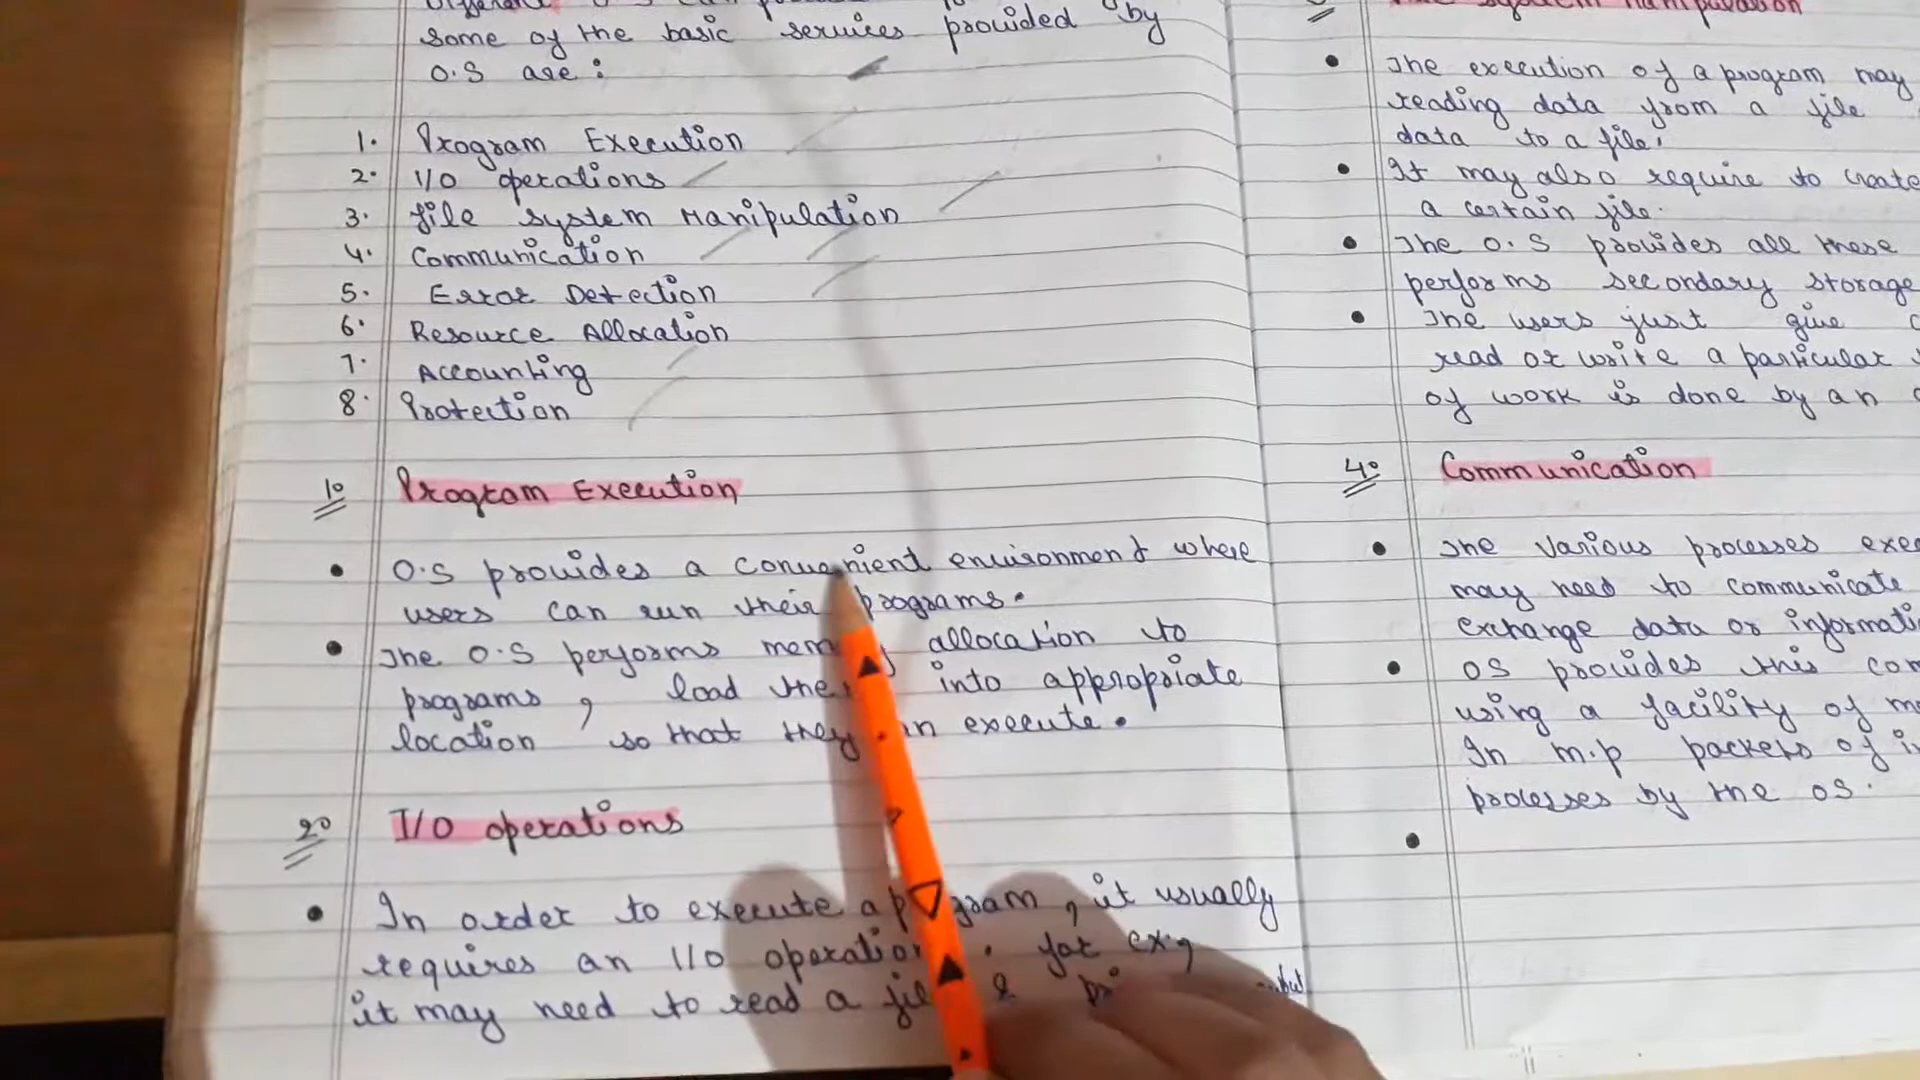 some of the basic services provided by
O.S are :
1. Program Execution
2. I/O operations
3. file system Manipulation
4. Communication
5. Error Detection
6. Resource Allocation
7. Accounting
8. Protection
1. Program Execution
• O.S provides a convenient environment where
users can run their programs.
• The O.S performs allocation to
programs, load into appropriate
location so that they execute.
2. I/O operations
• In order to execute a , it usually
requires an I/O . for ex,
it may need to read a &
• The execution of a program may
reading data from a file
data to a file.
• It may also require to create
a certain file.
• The O.S provides all these
performs secondary storage
• The users just give
read or write a particular
of work is done by an
4. Communication
• The various processes
may need to communicate
exchange data or
• OS provides this
using a facility of
In m.p packets of
processes by the OS.
•